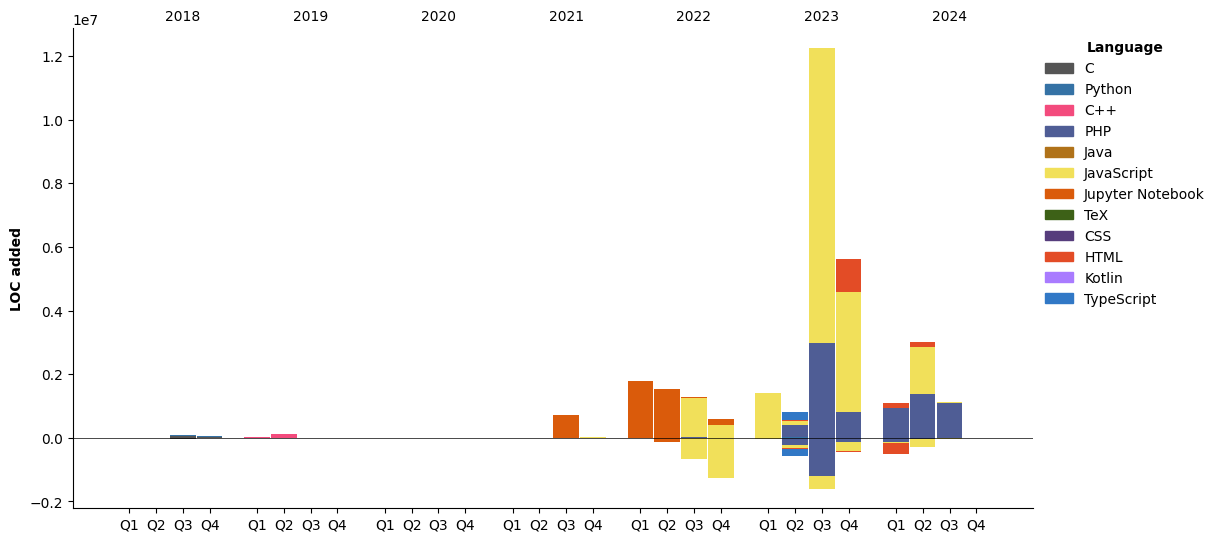 1e7
2018 2019 2020 2021 2022 2023 2024
LOC added
1.2
1.0
0.8
0.6
0.4
0.2
0.0
−0.2
Q1 Q2 Q3 Q4 Q1 Q2 Q3 Q4 Q1 Q2 Q3 Q4 Q1 Q2 Q3 Q4 Q1 Q2 Q3 Q4 Q1 Q2 Q3 Q4 Q1 Q2 Q3 Q4
Language
C
Python
C++
PHP
Java
JavaScript
Jupyter Notebook
TeX
CSS
HTML
Kotlin
TypeScript